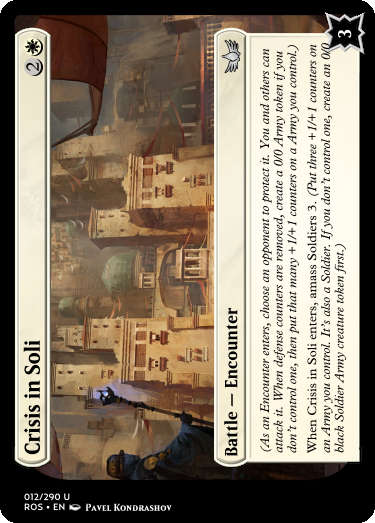 Crisis in Soli
2
Battle — Encounter
(As an Encounter enters, choose an opponent to protect it. You and others can
attack it. When defense counters are removed, create a 0/0 Army token if you
don't control one, then put that many +1/+1 counters on a Army you control.)
When Crisis in Soli enters, amass Soldiers 3. (Put three +1/+1 counters on
an Army you control. It's also a Soldier. If you don't control one, create an 0/0
black Soldier Army creature token first.)
3
012/290 U
ROS • EN PAVEL KONDRASHOV